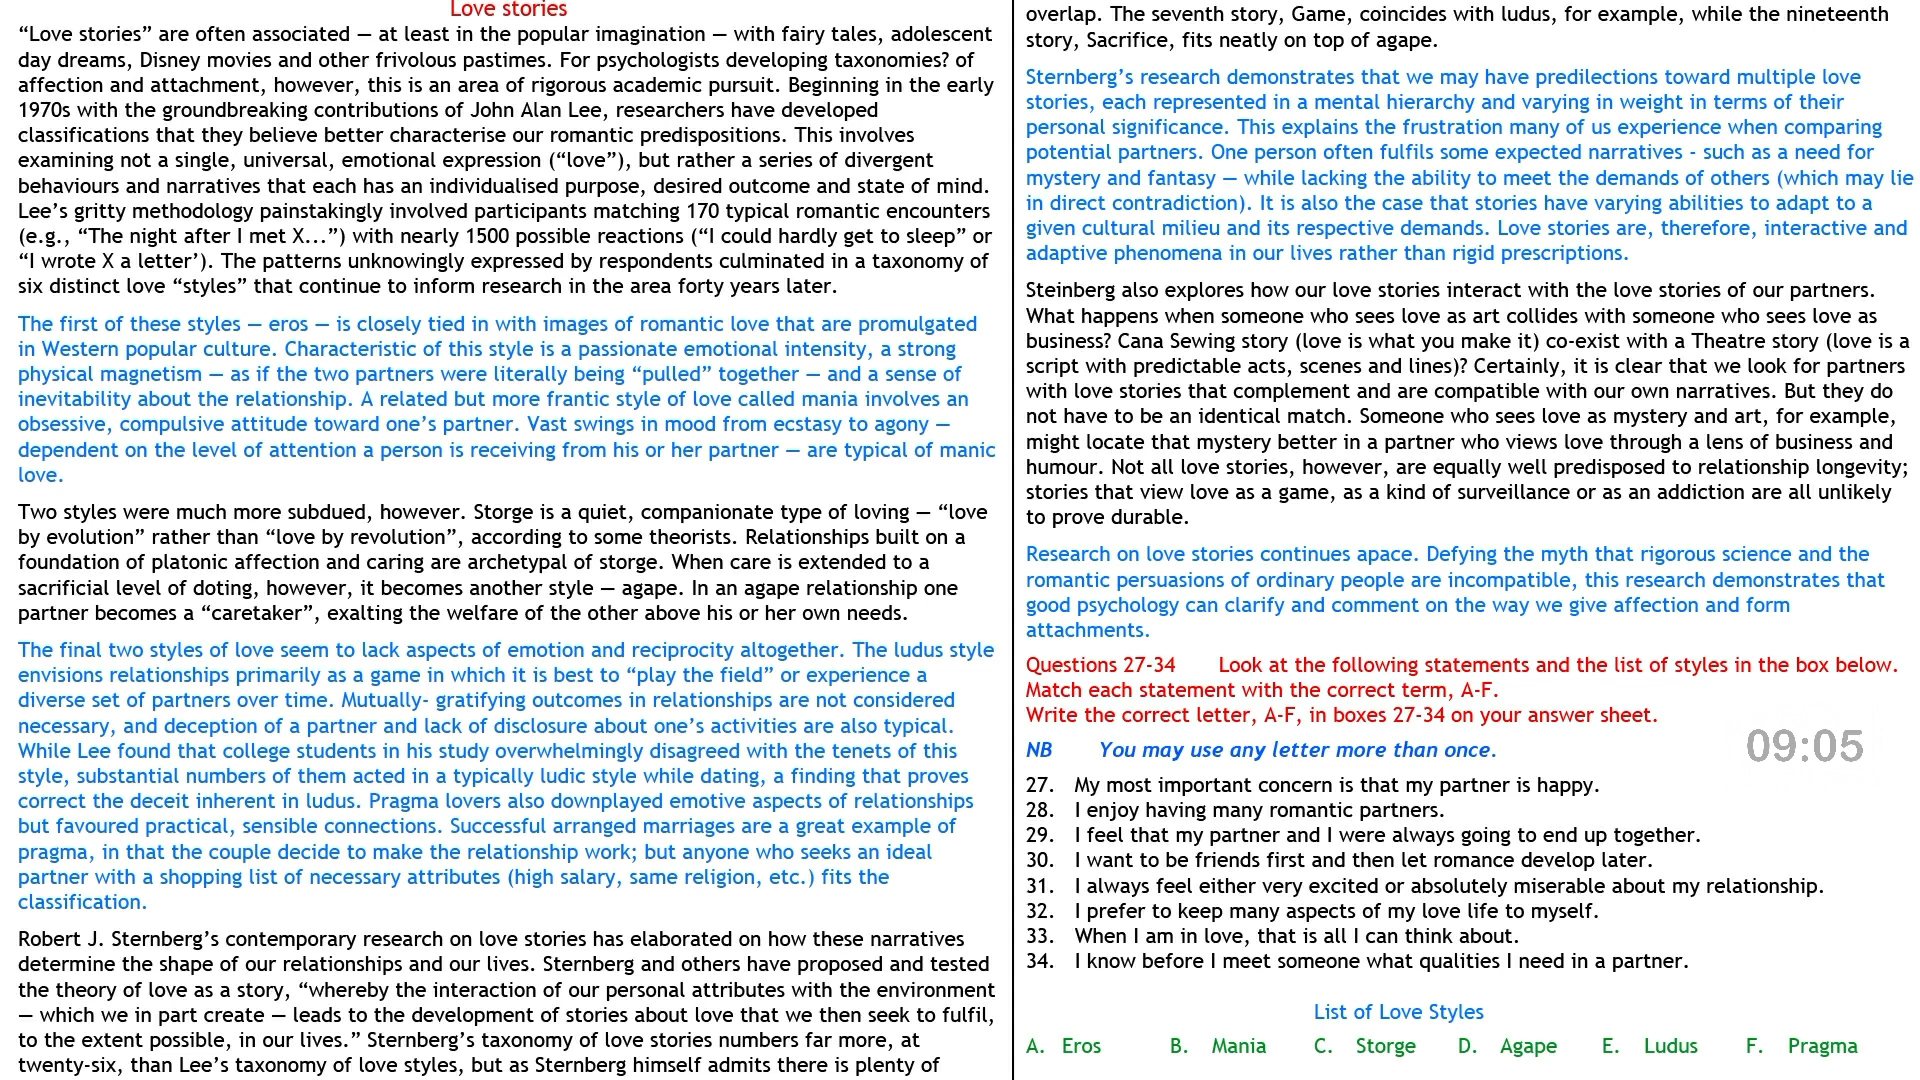 Love stories
“Love stories” are often associated — at least in the popular imagination — with fairy tales, adolescent
day dreams, Disney movies and other frivolous pastimes. For psychologists developing taxonomies? of
affection and attachment, however, this is an area of rigorous academic pursuit. Beginning in the early
1970s with the groundbreaking contributions of John Alan Lee, researchers have developed
classifications that they believe better characterise our romantic predispositions. This involves
examining not a single, universal, emotional expression (“love”), but rather a series of divergent
behaviours and narratives that each has an individualised purpose, desired outcome and state of mind.
Lee’s gritty methodology painstakingly involved participants matching 170 typical romantic encounters
(e.g., “The night after I met X...”) with nearly 1500 possible reactions (“I could hardly get to sleep” or
“I wrote X a letter’). The patterns unknowingly expressed by respondents culminated in a taxonomy of
six distinct love “styles” that continue to inform research in the area forty years later.
The first of these styles — eros — is closely tied in with images of romantic love that are promulgated
in Western popular culture. Characteristic of this style is a passionate emotional intensity, a strong
physical magnetism — as if the two partners were literally being “pulled” together — and a sense of
inevitability about the relationship. A related but more frantic style of love called mania involves an
obsessive, compulsive attitude toward one’s partner. Vast swings in mood from ecstasy to agony —
dependent on the level of attention a person is receiving from his or her partner — are typical of manic
love.
Two styles were much more subdued, however. Storge is a quiet, companionate type of loving — “love
by evolution” rather than “love by revolution”, according to some theorists. Relationships built on a
foundation of platonic affection and caring are archetypal of storge. When care is extended to a
sacrificial level of doting, however, it becomes another style — agape. In an agape relationship one
partner becomes a “caretaker”, exalting the welfare of the other above his or her own needs.
The final two styles of love seem to lack aspects of emotion and reciprocity altogether. The ludus style
envisions relationships primarily as a game in which it is best to “play the field” or experience a
diverse set of partners over time. Mutually- gratifying outcomes in relationships are not considered
necessary, and deception of a partner and lack of disclosure about one’s activities are also typical.
While Lee found that college students in his study overwhelmingly disagreed with the tenets of this
style, substantial numbers of them acted in a typically ludic style while dating, a finding that proves
correct the deceit inherent in ludus. Pragma lovers also downplayed emotive aspects of relationships
but favoured practical, sensible connections. Successful arranged marriages are a great example of
pragma, in that the couple decide to make the relationship work; but anyone who seeks an ideal
partner with a shopping list of necessary attributes (high salary, same religion, etc.) fits the
classification.
Robert J. Sternberg’s contemporary research on love stories has elaborated on how these narratives
determine the shape of our relationships and our lives. Sternberg and others have proposed and tested
the theory of love as a story, “whereby the interaction of our personal attributes with the environment
— which we in part create — leads to the development of stories about love that we then seek to fulfil,
to the extent possible, in our lives.” Sternberg’s taxonomy of love stories numbers far more, at
twenty-six, than Lee’s taxonomy of love styles, but as Sternberg himself admits there is plenty of
overlap. The seventh story, Game, coincides with ludus, for example, while the nineteenth
story, Sacrifice, fits neatly on top of agape.
Sternberg’s research demonstrates that we may have predilections toward multiple love
stories, each represented in a mental hierarchy and varying in weight in terms of their
personal significance. This explains the frustration many of us experience when comparing
potential partners. One person often fulfils some expected narratives - such as a need for
mystery and fantasy — while lacking the ability to meet the demands of others (which may lie
in direct contradiction). It is also the case that stories have varying abilities to adapt to a
given cultural milieu and its respective demands. Love stories are, therefore, interactive and
adaptive phenomena in our lives rather than rigid prescriptions.
Steinberg also explores how our love stories interact with the love stories of our partners.
What happens when someone who sees love as art collides with someone who sees love as
business? Cana Sewing story (love is what you make it) co-exist with a Theatre story (love is a
script with predictable acts, scenes and lines)? Certainly, it is clear that we look for partners
with love stories that complement and are compatible with our own narratives. But they do
not have to be an identical match. Someone who sees love as mystery and art, for example,
might locate that mystery better in a partner who views love through a lens of business and
humour. Not all love stories, however, are equally well predisposed to relationship longevity;
stories that view love as a game, as a kind of surveillance or as an addiction are all unlikely
to prove durable.
Research on love stories continues apace. Defying the myth that rigorous science and the
romantic persuasions of ordinary people are incompatible, this research demonstrates that
good psychology can clarify and comment on the way we give affection and form
attachments.
Questions 27-34 Look at the following statements and the list of styles in the box below.
Match each statement with the correct term, A-F.
Write the correct letter, A-F, in boxes 27-34 on your answer sheet.
NB You may use any letter more than once.
09:05
27. My most important concern is that my partner is happy.
28. I enjoy having many romantic partners.
29. I feel that my partner and I were always going to end up together.
30. I want to be friends first and then let romance develop later.
31. I always feel either very excited or absolutely miserable about my relationship.
32. I prefer to keep many aspects of my love life to myself.
33. When I am in love, that is all I can think about.
34. I know before I meet someone what qualities I need in a partner.
List of Love Styles
A. Eros B. Mania C. Storge D. Agape E. Ludus F. Pragma